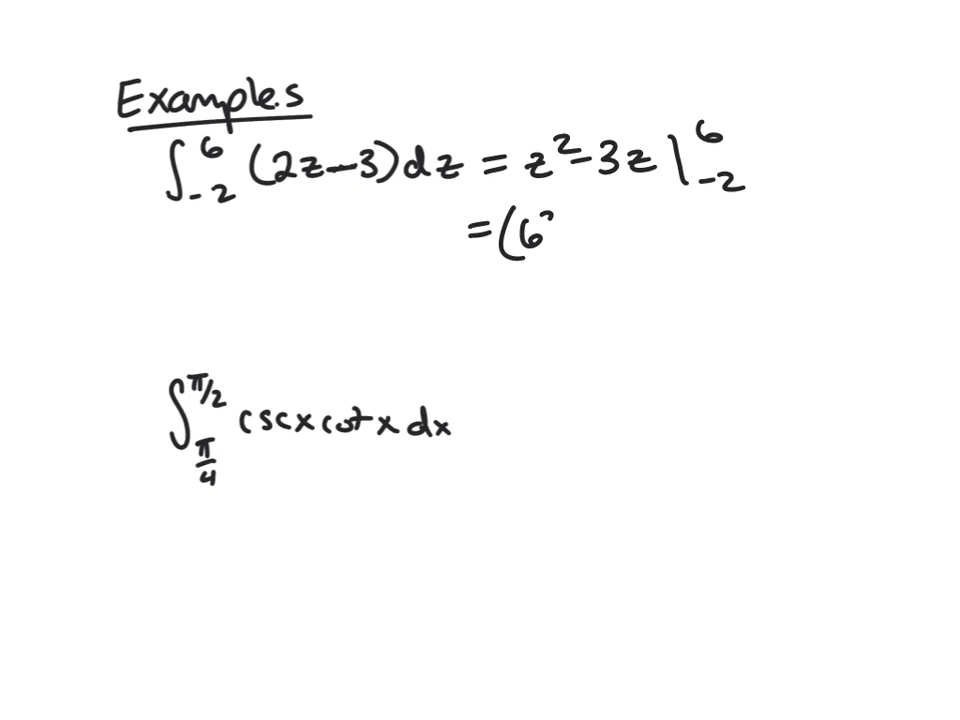 Examples
∫_{-2}^{6} (2z-3)dz = z²-3z |_{-2}^{6}
=(6²
∫_{π/4}^{π/2} cscx cotx dx